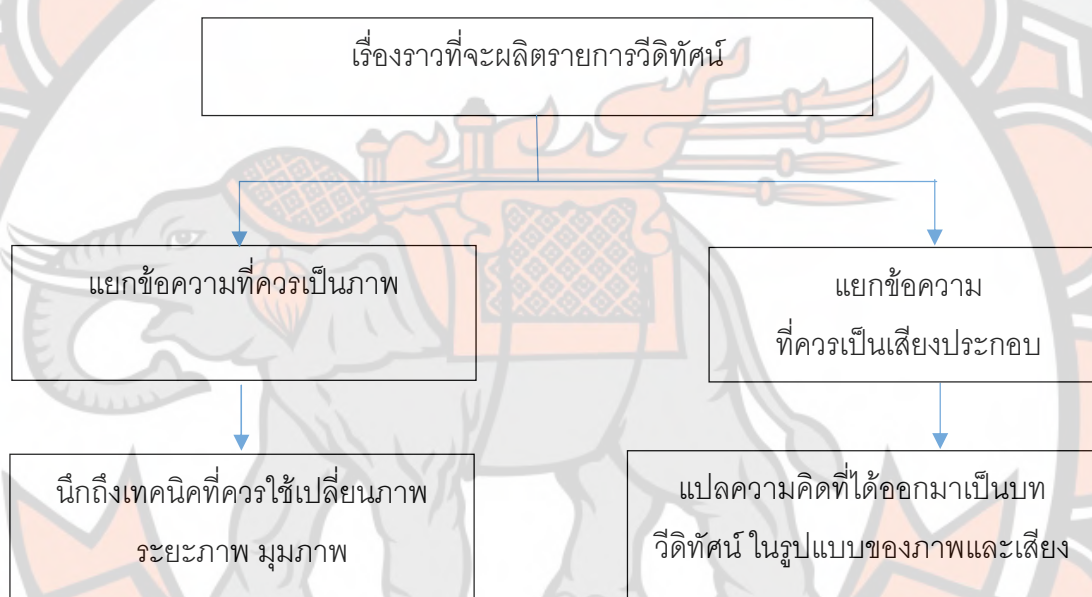 เรื่องราวที่จะผลิตรายการวีดิทัศน์
แยกข้อความที่ควรเป็นภาพ
แยกข้อความ
ที่ควรเป็นเสียงประกอบ
นึกถึงเทคนิคที่ควรใช้เปลี่ยนภาพ
ระยะภาพ มุมภาพ
แปลความคิดที่ได้ออกมาเป็นบท
วีดิทัศน์ ในรูปแบบของภาพและเสียง